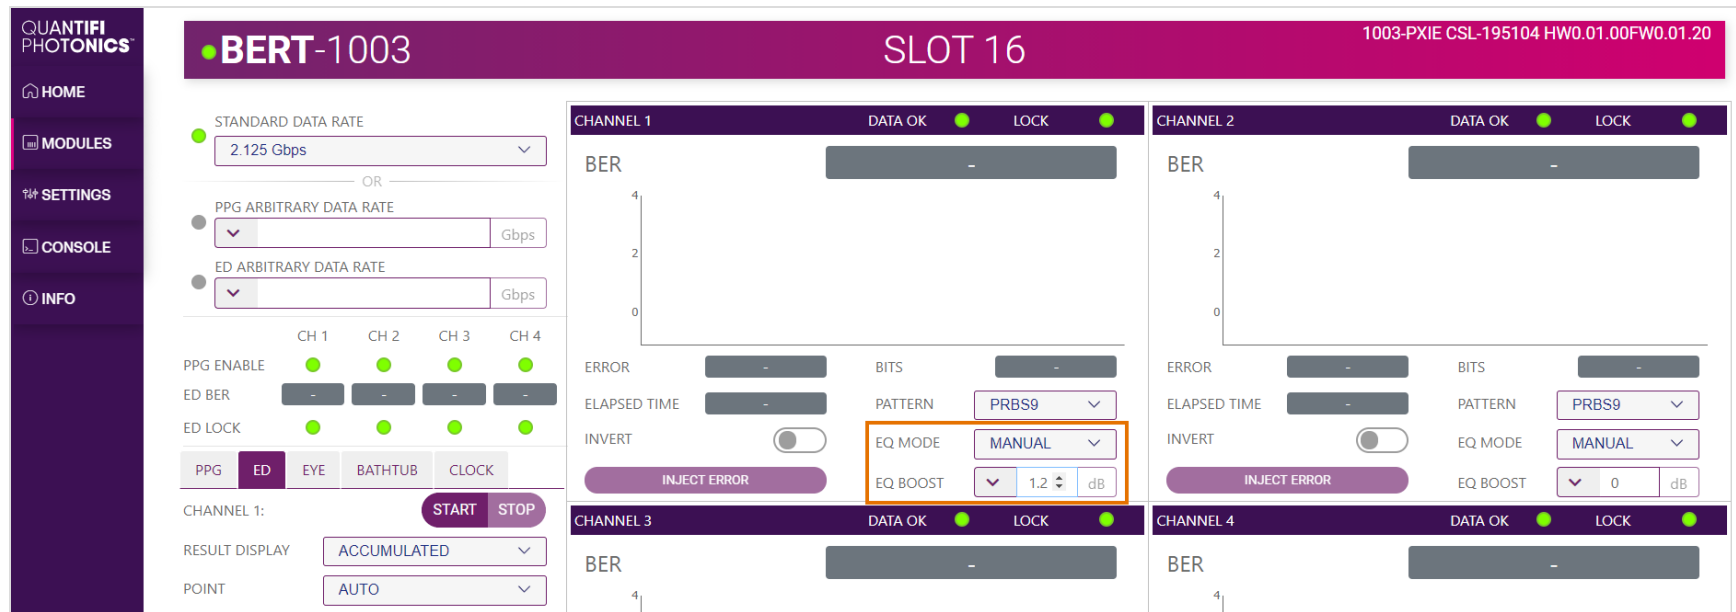 QUANTIFI
PHOTONICS™
HOME
MODULES
SETTINGS
CONSOLE
INFO
BERT-1003
SLOT 16
1003-PXIE CSL-195104 HW0.01.00FW0.01.20
STANDARD DATA RATE
2.125 Gbps
OR
PPG ARBITRARY DATA RATE
Gbps
ED ARBITRARY DATA RATE
Gbps
CH 1 CH 2 CH 3 CH 4
PPG ENABLE
ED BER - - - -
ED LOCK
PPG ED EYE BATHTUB CLOCK
CHANNEL 1: START STOP
RESULT DISPLAY ACCUMULATED
POINT AUTO
CHANNEL 1 DATA OK LOCK
BER -
4
2
0
ERROR - BITS -
ELAPSED TIME - PATTERN PRBS9
INVERT EQ MODE MANUAL
INJECT ERROR EQ BOOST 1.2 dB
CHANNEL 2 DATA OK LOCK
BER -
4
2
0
ERROR - BITS -
ELAPSED TIME - PATTERN PRBS9
INVERT EQ MODE MANUAL
INJECT ERROR EQ BOOST 0 dB
CHANNEL 3 DATA OK LOCK
BER -
4
CHANNEL 4 DATA OK LOCK
BER -
4